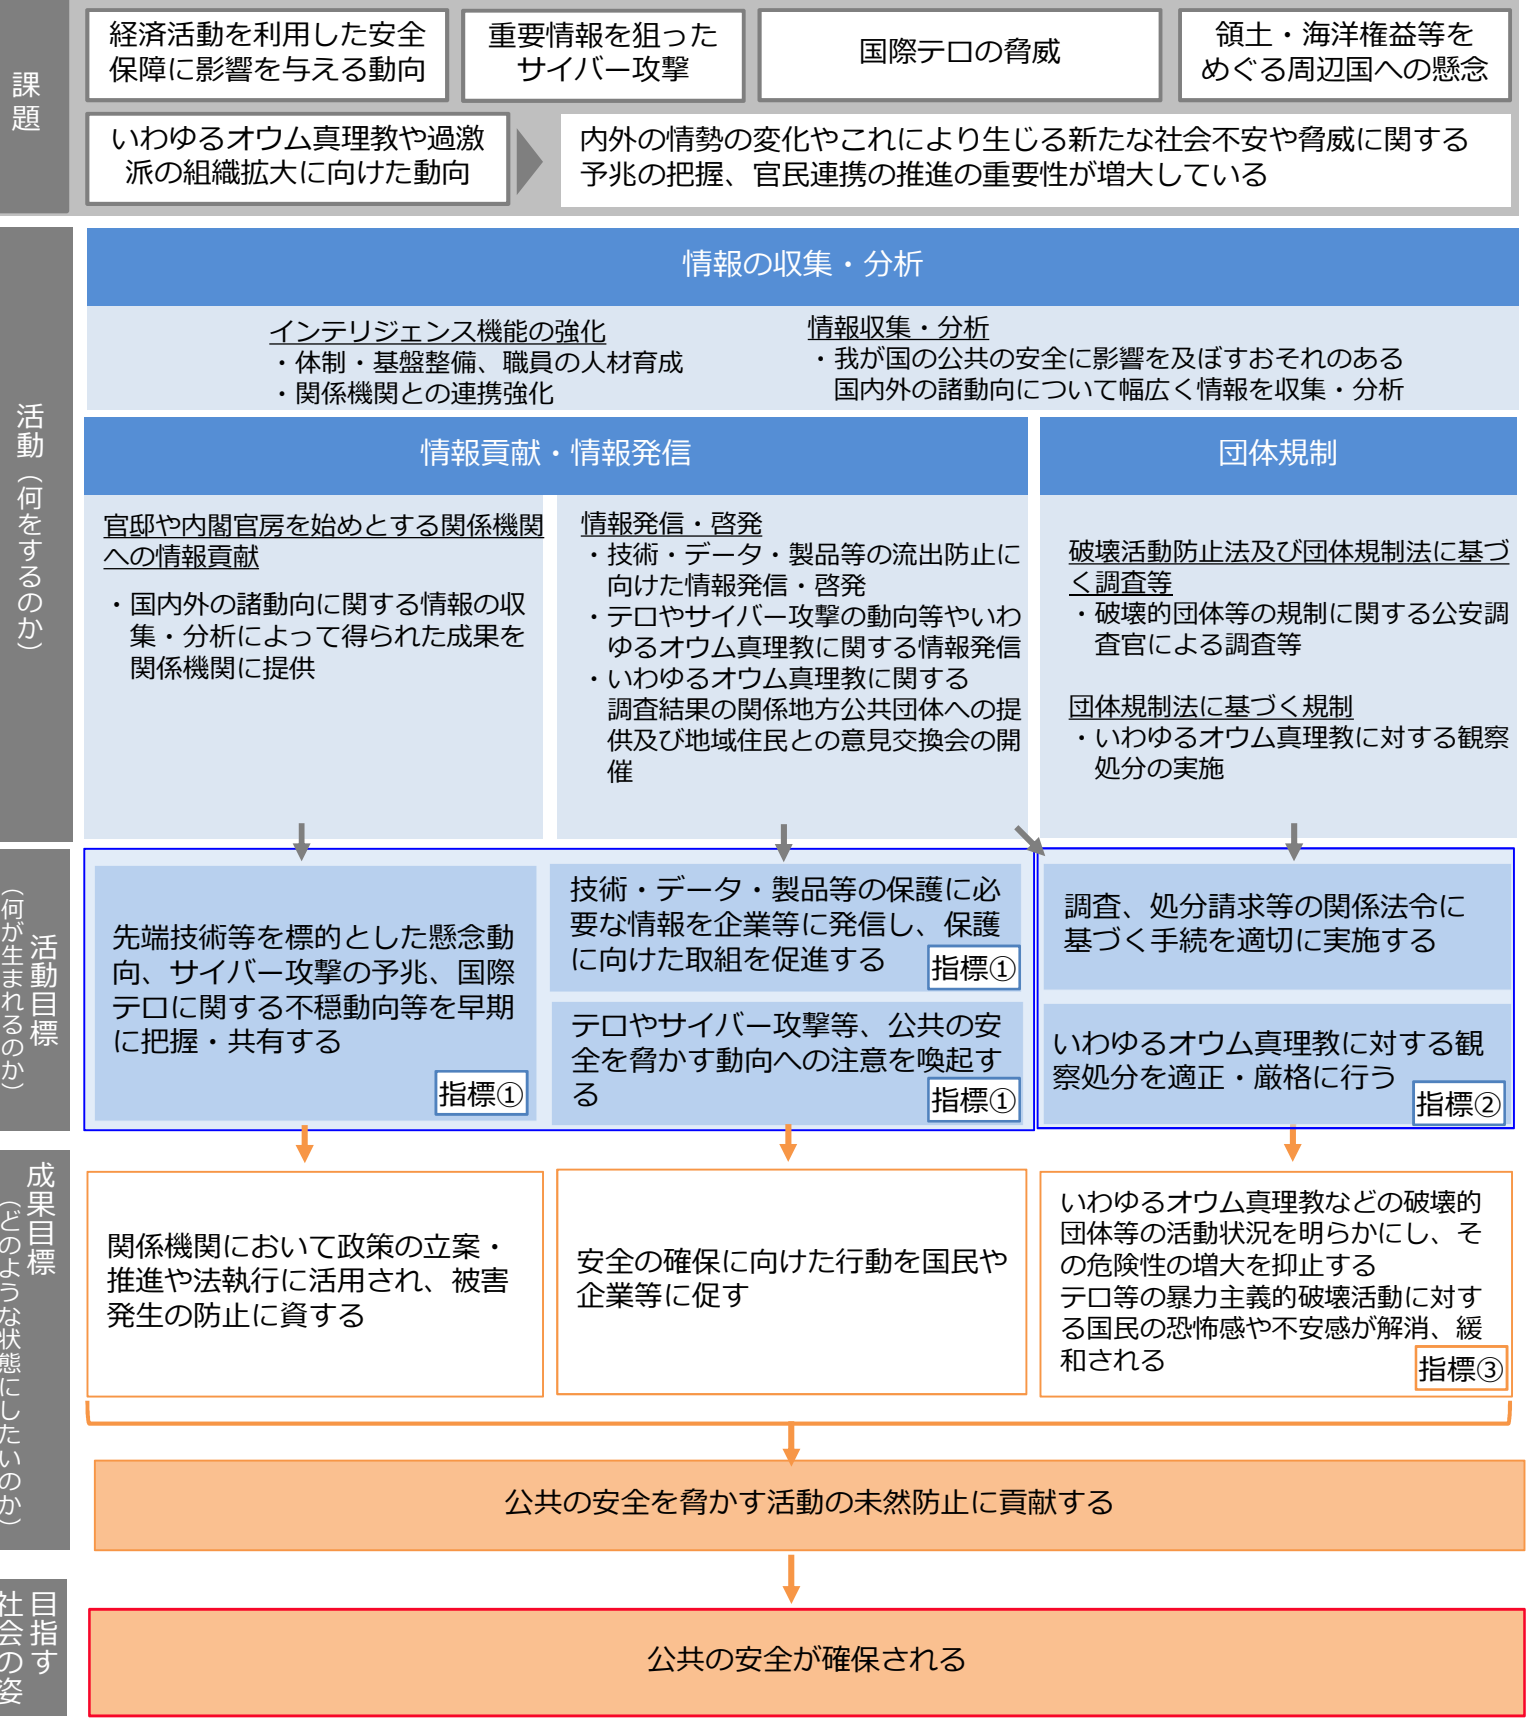 課題
経済活動を利用した安全
保障に影響を与える動向
重要情報を狙った
サイバー攻撃
国際テロの脅威
領土・海洋権益等を
めぐる周辺国への懸念
いわゆるオウム真理教や過激
派の組織拡大に向けた動向
内外の情勢の変化やこれにより生じる新たな社会不安や脅威に関する
予兆の把握、官民連携の推進の重要性が増大している
活動（何をするのか）
情報の収集・分析
インテリジェンス機能の強化
・体制・基盤整備、職員の人材育成
・関係機関との連携強化
情報収集・分析
・我が国の公共の安全に影響を及ぼすおそれのある
国内外の諸動向について幅広く情報を収集・分析
情報貢献・情報発信
官邸や内閣官房を始めとする関係機関
への情報貢献
・国内外の諸動向に関する情報の収
集・分析によって得られた成果を
関係機関に提供
情報発信・啓発
・技術・データ・製品等の流出防止に
向けた情報発信・啓発
・テロやサイバー攻撃の動向等やいわ
ゆるオウム真理教に関する情報発信
・いわゆるオウム真理教に関する
調査結果の関係地方公共団体への提
供及び地域住民との意見交換会の開
催
団体規制
破壊活動防止法及び団体規制法に基づ
く調査等
・破壊的団体等の規制に関する公安調
査官による調査等
団体規制法に基づく規制
・いわゆるオウム真理教に対する観察
処分の実施
活動目標
（何が生まれるのか）
先端技術等を標的とした懸念動
向、サイバー攻撃の予兆、国際
テロに関する不穏動向等を早期
に把握・共有する
指標①
技術・データ・製品等の保護に必
要な情報を企業等に発信し、保護
に向けた取組を促進する
指標①
テロやサイバー攻撃等、公共の安
全を脅かす動向への注意を喚起す
る
指標①
調査、処分請求等の関係法令に
基づく手続を適切に実施する
いわゆるオウム真理教に対する観
察処分を適正・厳格に行う
指標②
成果目標
（どのような状態にしたいのか）
関係機関において政策の立案・
推進や法執行に活用され、被害
発生の防止に資する
安全の確保に向けた行動を国民や
企業等に促す
いわゆるオウム真理教などの破壊的
団体等の活動状況を明らかにし、そ
の危険性の増大を抑止する
テロ等の暴力主義的破壊活動に対す
る国民の恐怖感や不安感が解消、緩
和される
指標③
公共の安全を脅かす活動の未然防止に貢献する
目指す
社会の姿
公共の安全が確保される